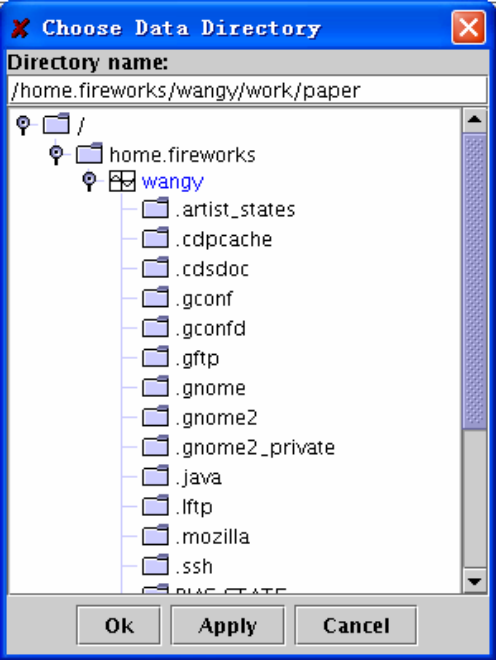 Choose Data Directory
Directory name:
/home.fireworks/wangy/work/paper
/
home.fireworks
wangy
.artist_states
.cdpcache
.cdsdoc
.gconf
.gconfd
.gftp
.gnome
.gnome2
.gnome2_private
.java
.lftp
.mozilla
.ssh
Ok Apply Cancel